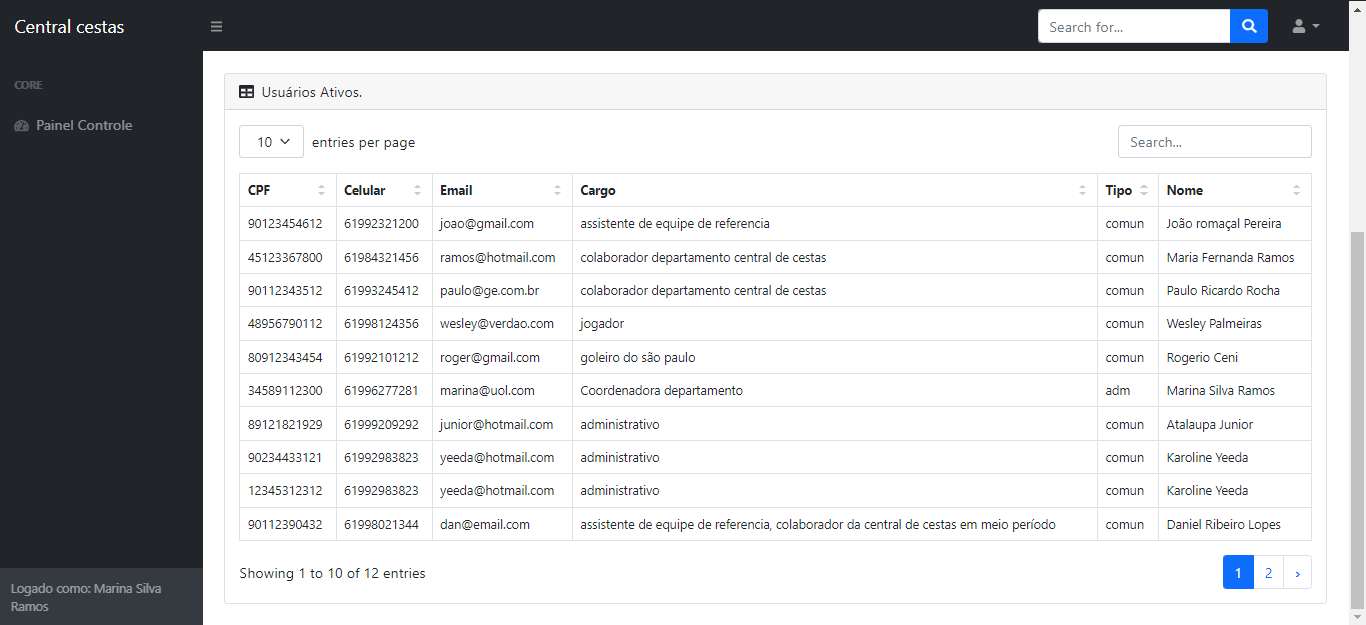 Central cestas
Search for...
CORE
Painel Controle
Usuários Ativos.
10 entries per page
Search...
CPF Celular Email Cargo Tipo Nome
90123454612 61992321200 joao@gmail.com assistente de equipe de referencia comun João romaçal Pereira
45123367800 61984321456 ramos@hotmail.com colaborador departamento central de cestas comun Maria Fernanda Ramos
90112343512 61993245412 paulo@ge.com.br colaborador departamento central de cestas comun Paulo Ricardo Rocha
48956790112 61998124356 wesley@verdao.com jogador comun Wesley Palmeiras
80912343454 61992101212 roger@gmail.com goleiro do são paulo comun Rogerio Ceni
34589112300 61996277281 marina@uol.com Coordenadora departamento adm Marina Silva Ramos
89121821929 61999209292 junior@hotmail.com administrativo comun Atalaupa Junior
90234433121 61992983823 yeeda@hotmail.com administrativo comun Karoline Yeeda
12345312312 61992983823 yeeda@hotmail.com administrativo comun Karoline Yeeda
90112390432 61998021344 dan@email.com assistente de equipe de referencia, colaborador da central de cestas em meio período comun Daniel Ribeiro Lopes
Showing 1 to 10 of 12 entries
1 2 ›
Logado como: Marina Silva
Ramos